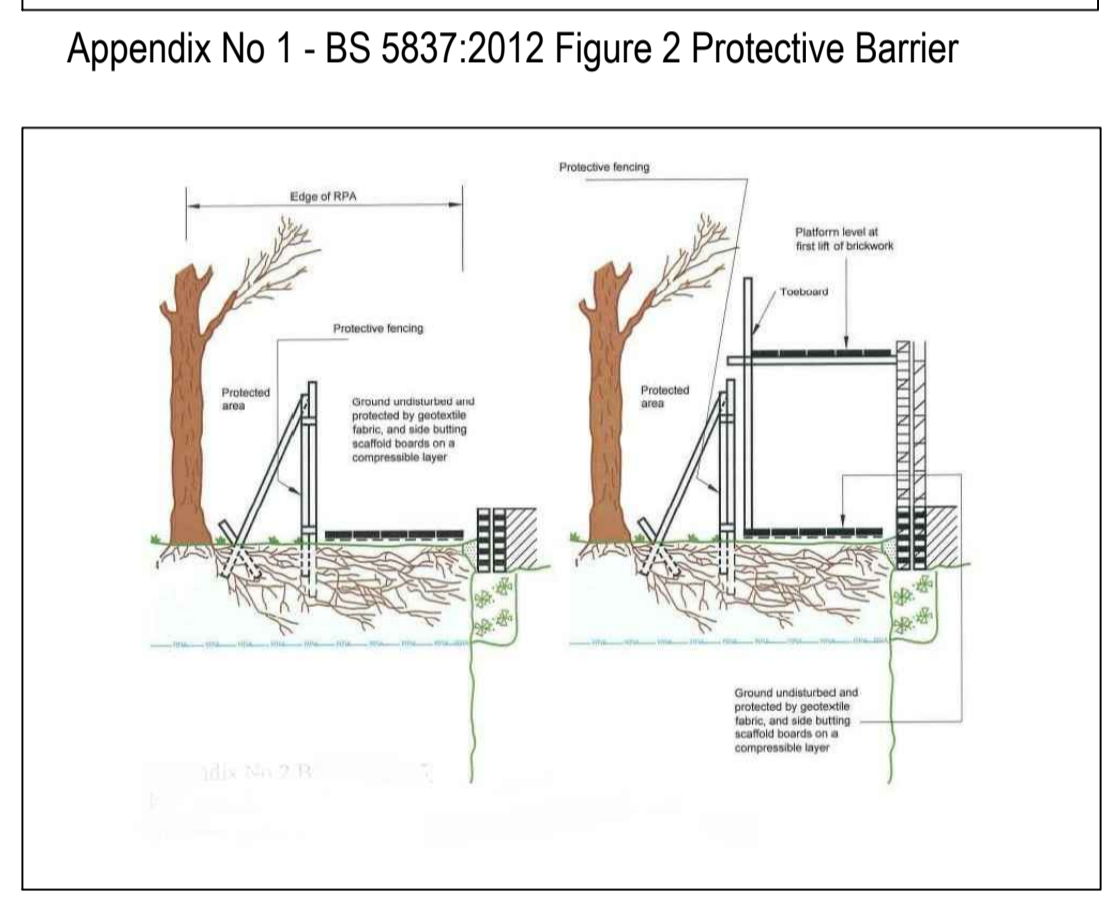 Appendix No 1 - BS 5837:2012 Figure 2 Protective Barrier
Edge of RPA
Protective fencing
Protected
area
Ground undisturbed and
protected by geotextile
fabric, and side butting
scaffold boards on a
compressible layer
Protective fencing
Platform level at
first lift of brickwork
Toeboard
Protected
area
Ground undisturbed and
protected by geotextile
fabric, and side butting
scaffold boards on a
compressible layer
dix No 2 B